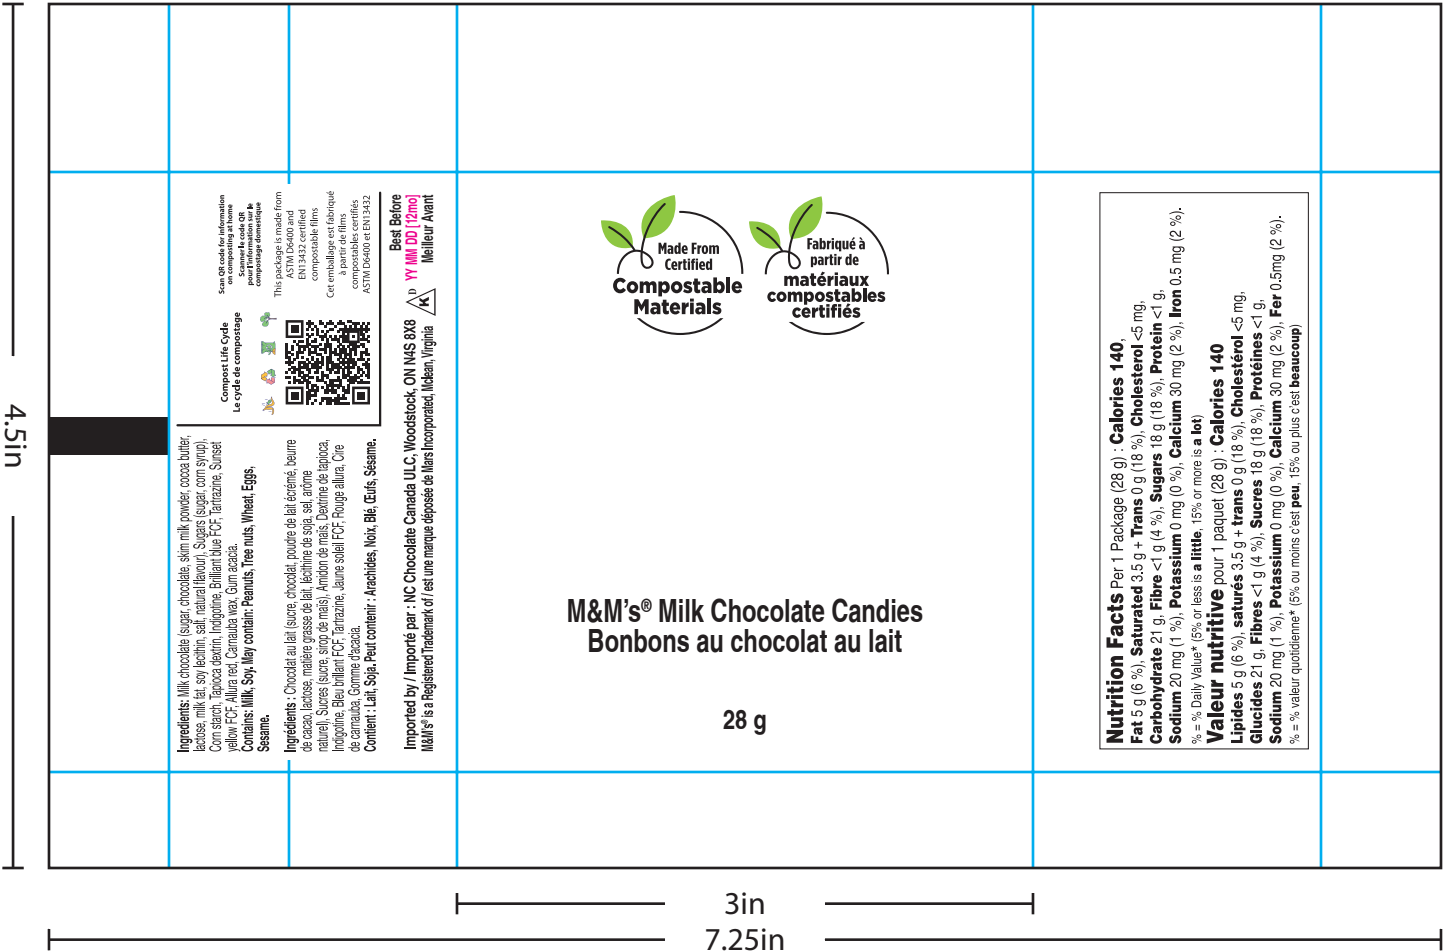 Ingredients: Milk chocolate (sugar, chocolate, skim milk powder, cocoa butter,
lactose, milk fat, soy lecithin, salt, natural flavour), Sugars (sugar, corn syrup),
Corn starch, Tapioca dextrin, Indigotine, Brilliant blue FCF, Tartrazine, Sunset
yellow FCF, Allura red, Carnauba wax, Gum acacia.
Contains: Milk, Soy. May contain: Peanuts, Tree nuts, Wheat, Eggs,
Sesame.
Ingrédients : Chocolat au lait (sucre, chocolat, poudre de lait écrémé, beurre
de cacao, lactose, matière grasse de lait, lécithine de soja, sel, arôme
naturel), Sucres (sucre, sirop de maïs), Amidon de maïs, Dextrine de tapioca,
Indigotine, Bleu brillant FCF, Tartrazine, Jaune soleil FCF, Rouge allura, Cire
de carnauba, Gomme d'acacia.
Contient : Lait, Soja. Peut contenir : Arachides, Noix, Blé, Œufs, Sésame.
Compost Life Cycle
Le cycle de compostage
Scan QR code for information
on composting at home
Scanner le code QR
pour l'information sur le
compostage domestique
This package is made from
ASTM D6400 and
EN13432 certified
compostable films
Cet emballage est fabriqué
à partir de films
compostables certifiés
ASTM D6400 et EN13432
Imported by / Importé par : NC Chocolate Canada ULC, Woodstock, ON N4S 8X8
M&M's® is a Registered Trademark of / est une marque déposée de Mars Incorporated, Mclean, Virginia
K D
Best Before
YY MM DD [12mo]
Meilleur Avant
Made From
Certified
Compostable
Materials
Fabriqué à
partir de
matériaux
compostables
certifiés
M&M's® Milk Chocolate Candies
Bonbons au chocolat au lait
28 g
Nutrition Facts Per 1 Package (28 g) : Calories 140,
Fat 5 g (6 %), Saturated 3.5 g + Trans 0 g (18 %), Cholesterol <5 mg,
Carbohydrate 21 g, Fibre <1 g (4 %), Sugars 18 g (18 %), Protein <1 g,
Sodium 20 mg (1 %), Potassium 0 mg (0 %), Calcium 30 mg (2 %), Iron 0.5 mg (2 %).
% = % Daily Value* (5% or less is a little, 15% or more is a lot)
Valeur nutritive pour 1 paquet (28 g) : Calories 140
Lipides 5 g (6 %), saturés 3.5 g + trans 0 g (18 %), Cholestérol <5 mg,
Glucides 21 g, Fibres <1 g (4 %), Sucres 18 g (18 %), Protéines <1 g,
Sodium 20 mg (1 %), Potassium 0 mg (0 %), Calcium 30 mg (2 %), Fer 0.5mg (2 %).
% = % valeur quotidienne* (5% ou moins c'est peu, 15% ou plus c'est beaucoup)
4.5in
3in
7.25in